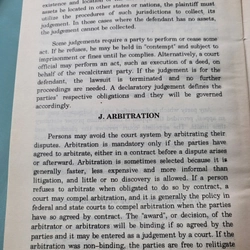 existence and location
assets be located in other states or nations, the plaintiff must
utilize the procedures of such jurisdictions to collect its
judgement. In those cases where the defendant has no assets,
the judgement cannot be collected.
Some judgements require a party to perform or cease some
act. If he refuses, he may be held in "contempt" and subject to
imprisonment or fines until he complies. Alternatively, a court
official may perform an act, such as execution of a deed, on
behalf of the recalcitrant party. If the judgement is for the
defendant, the lawsuit is terminated and no further
proceedings are needed. A declaratory judgement defines the
parties' respective obligations and they will be governed
accordingly.
J. ARBITRATION
Persons may avoid the court system by arbitrating their
disputes. Arbitration is mandatory only if the parties have
agreed to arbitrate, either in a contract before a dispute arises
or afterward. Arbitration is sometimes selected because it is
generally faster, less expensive and more informal than
litigation, and little or no discovery is allowed. If a person
refuses to arbitrate when obligated to do so by contract, a
court may compel arbitration, and it is generally the policy in
federal and state courts to compel arbitration when the parties
have so agreed by contract. The "award", or decision, of the
arbitrator or arbitrators will be binding if so agreed by the
parties and it may be entered as a judgment by a court. If the
arbitration was non-binding, the parties are free to relitigate